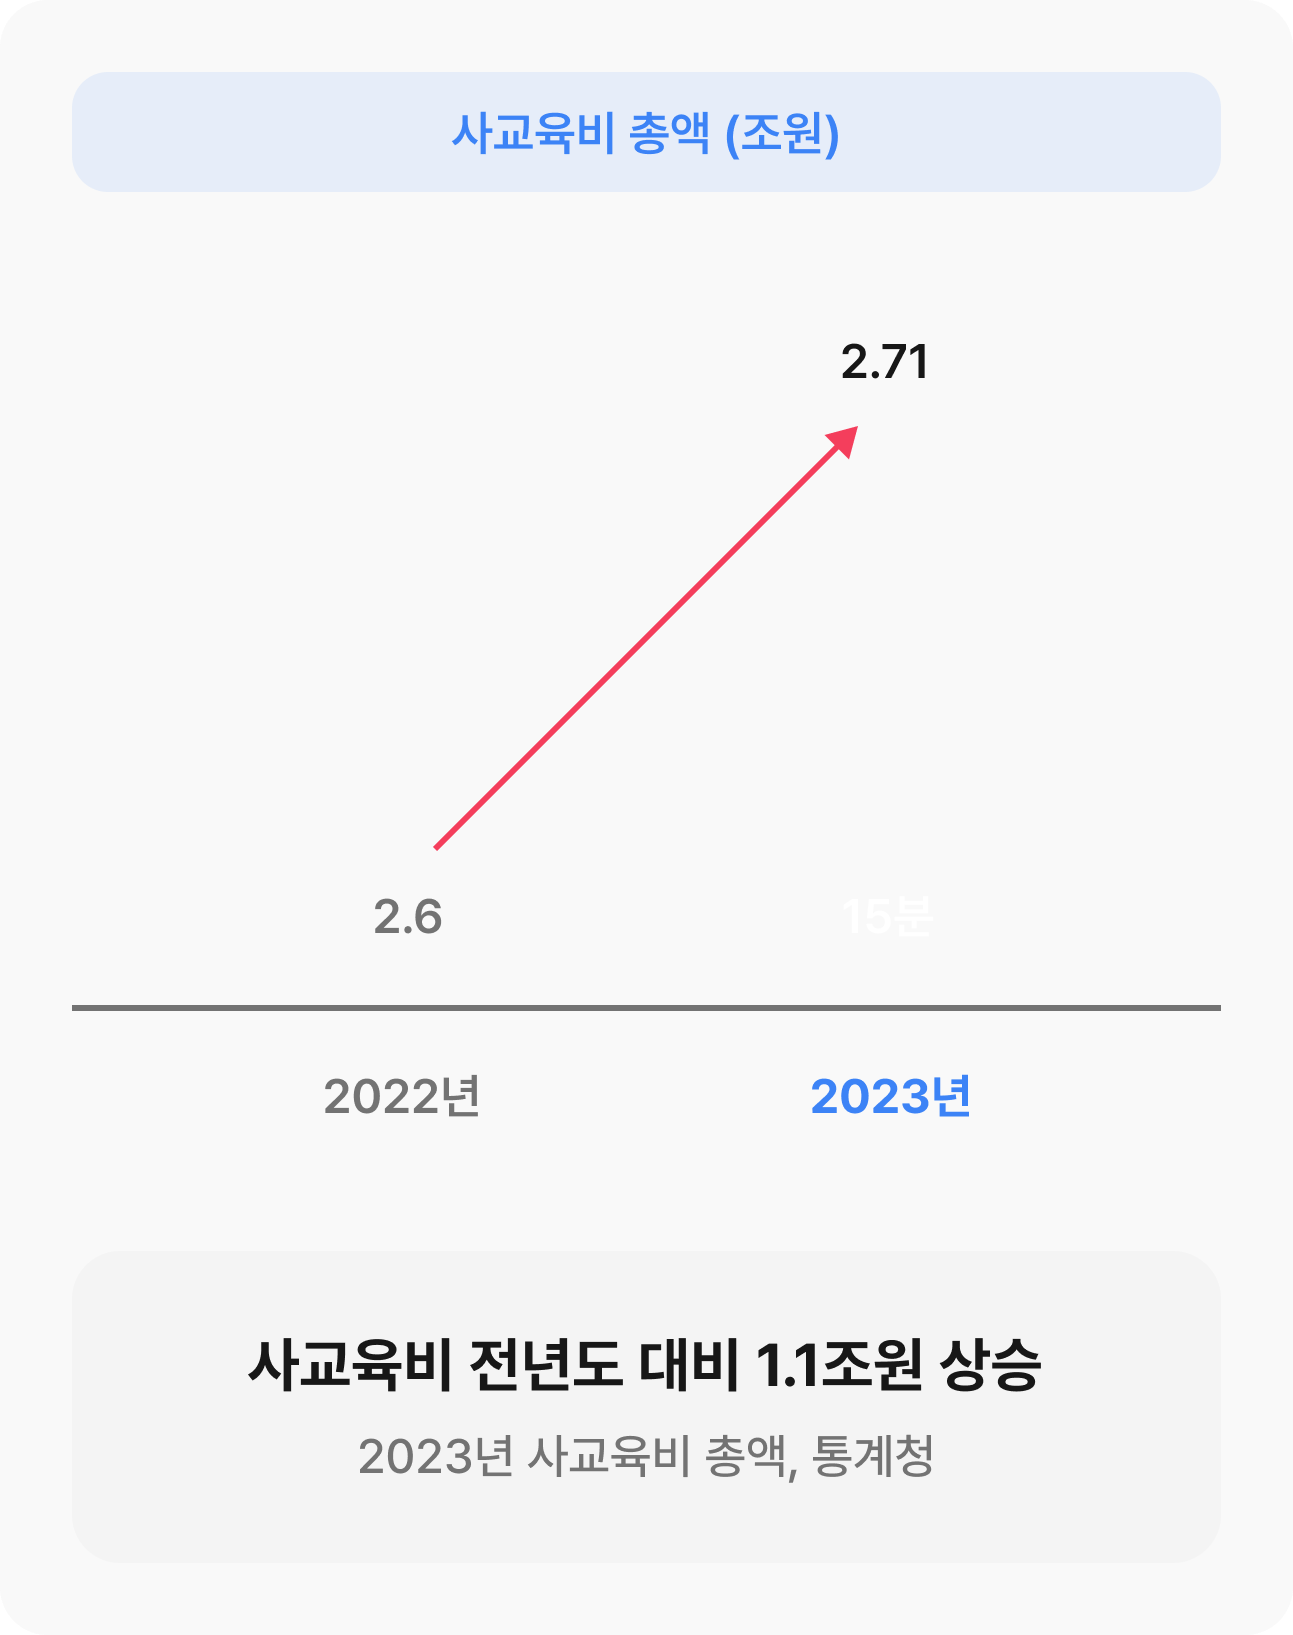 사교육비 총액 (조원)
2.71
2.6
15분
2022년
2023년
사교육비 전년도 대비 1.1조원 상승
2023년 사교육비 총액, 통계청